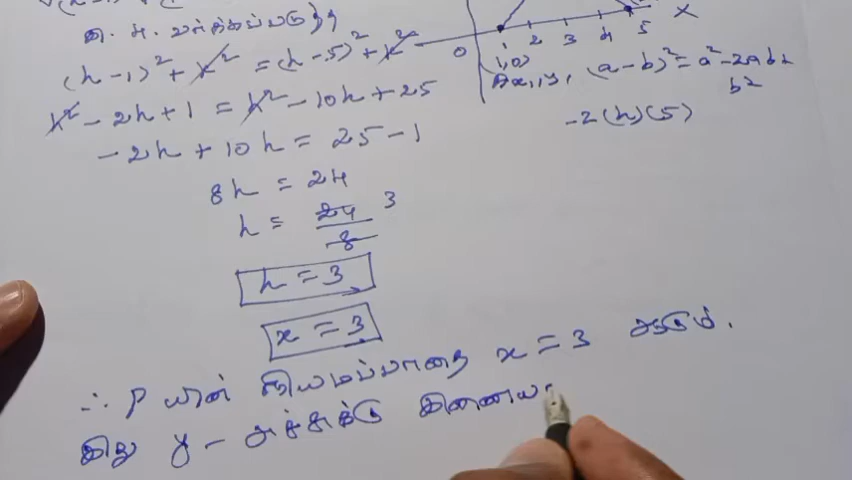 (h-1)² + k² = (h-5)² + k²
h² - 2h + 1 = h² - 10h + 25
-2h + 10h = 25 - 1
8h = 24
h = 24/8 3
h = 3
x = 3
∴ P யின் நியமப்பாதை x = 3 ஆகும்.
இது y - அச்சுக்கு இணைய
0 1 2 3 4 5 X
(1,0)
(a-b)² = a² - 2ab + b²
-2(h)(5)